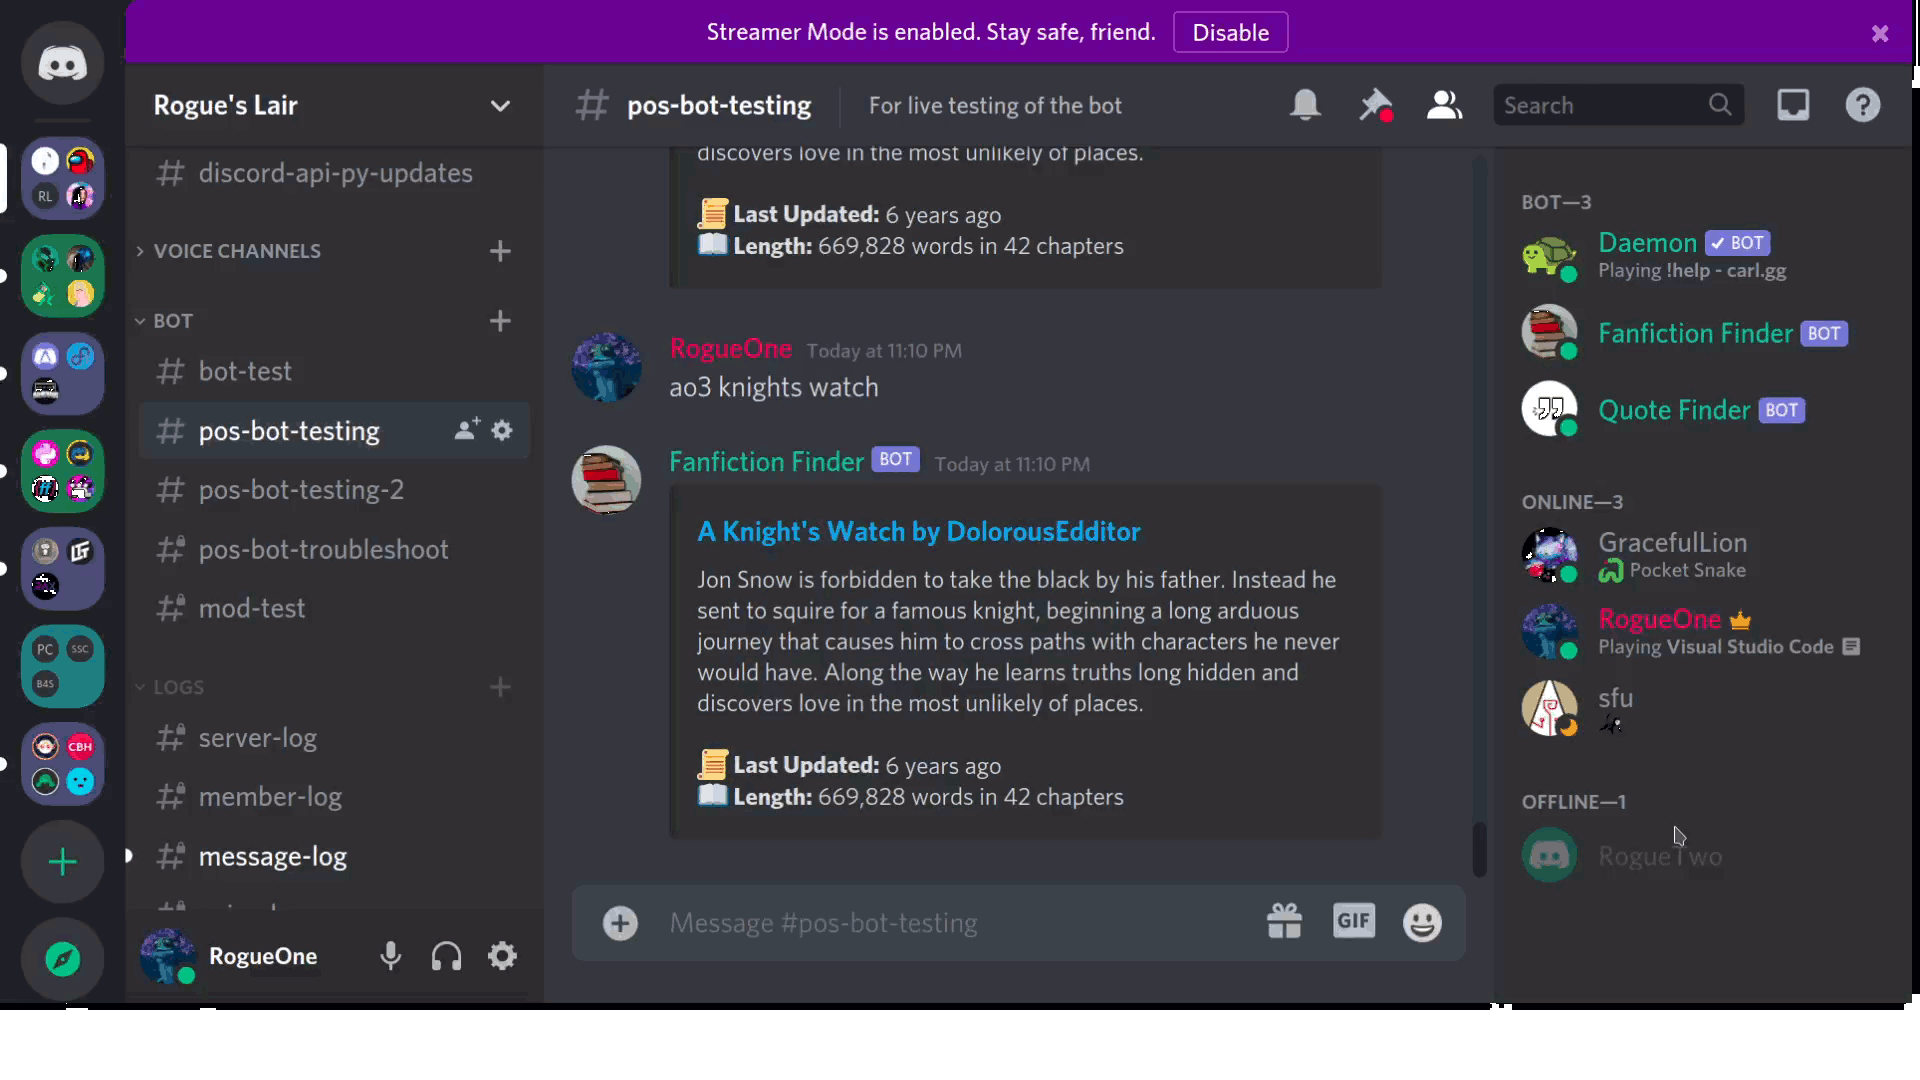 Streamer Mode is enabled. Stay safe, friend.
Disable
Rogue's Lair
pos-bot-testing
For live testing of the bot
Search
RL
PC
SSC
B4S
CBH
discord-api-py-updates
VOICE CHANNELS
BOT
bot-test
pos-bot-testing
pos-bot-testing-2
pos-bot-troubleshoot
mod-test
LOGS
server-log
member-log
message-log
RogueOne
discovers love in the most unlikely of places.
Last Updated: 6 years ago
Length: 669,828 words in 42 chapters
RogueOne Today at 11:10 PM
ao3 knights watch
Fanfiction Finder BOT Today at 11:10 PM
A Knight's Watch by DolorousEdditor
Jon Snow is forbidden to take the black by his father. Instead he
sent to squire for a famous knight, beginning a long arduous
journey that causes him to cross paths with characters he never
would have. Along the way he learns truths long hidden and
discovers love in the most unlikely of places.
Last Updated: 6 years ago
Length: 669,828 words in 42 chapters
Message #pos-bot-testing
GIF
BOT—3
Daemon BOT
Playing !help - carl.gg
Fanfiction Finder BOT
Quote Finder BOT
ONLINE—3
GracefulLion
Pocket Snake
RogueOne
Playing Visual Studio Code
sfu
OFFLINE—1
RogueTwo